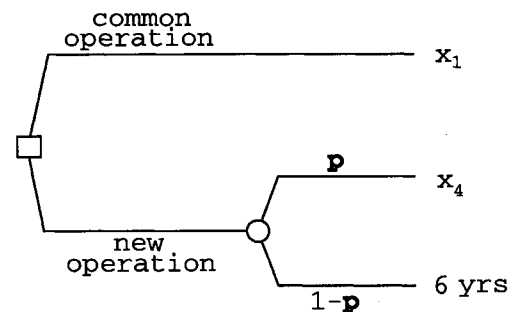 common
operation
x₁
p
x₄
new
operation
6 yrs
1-p